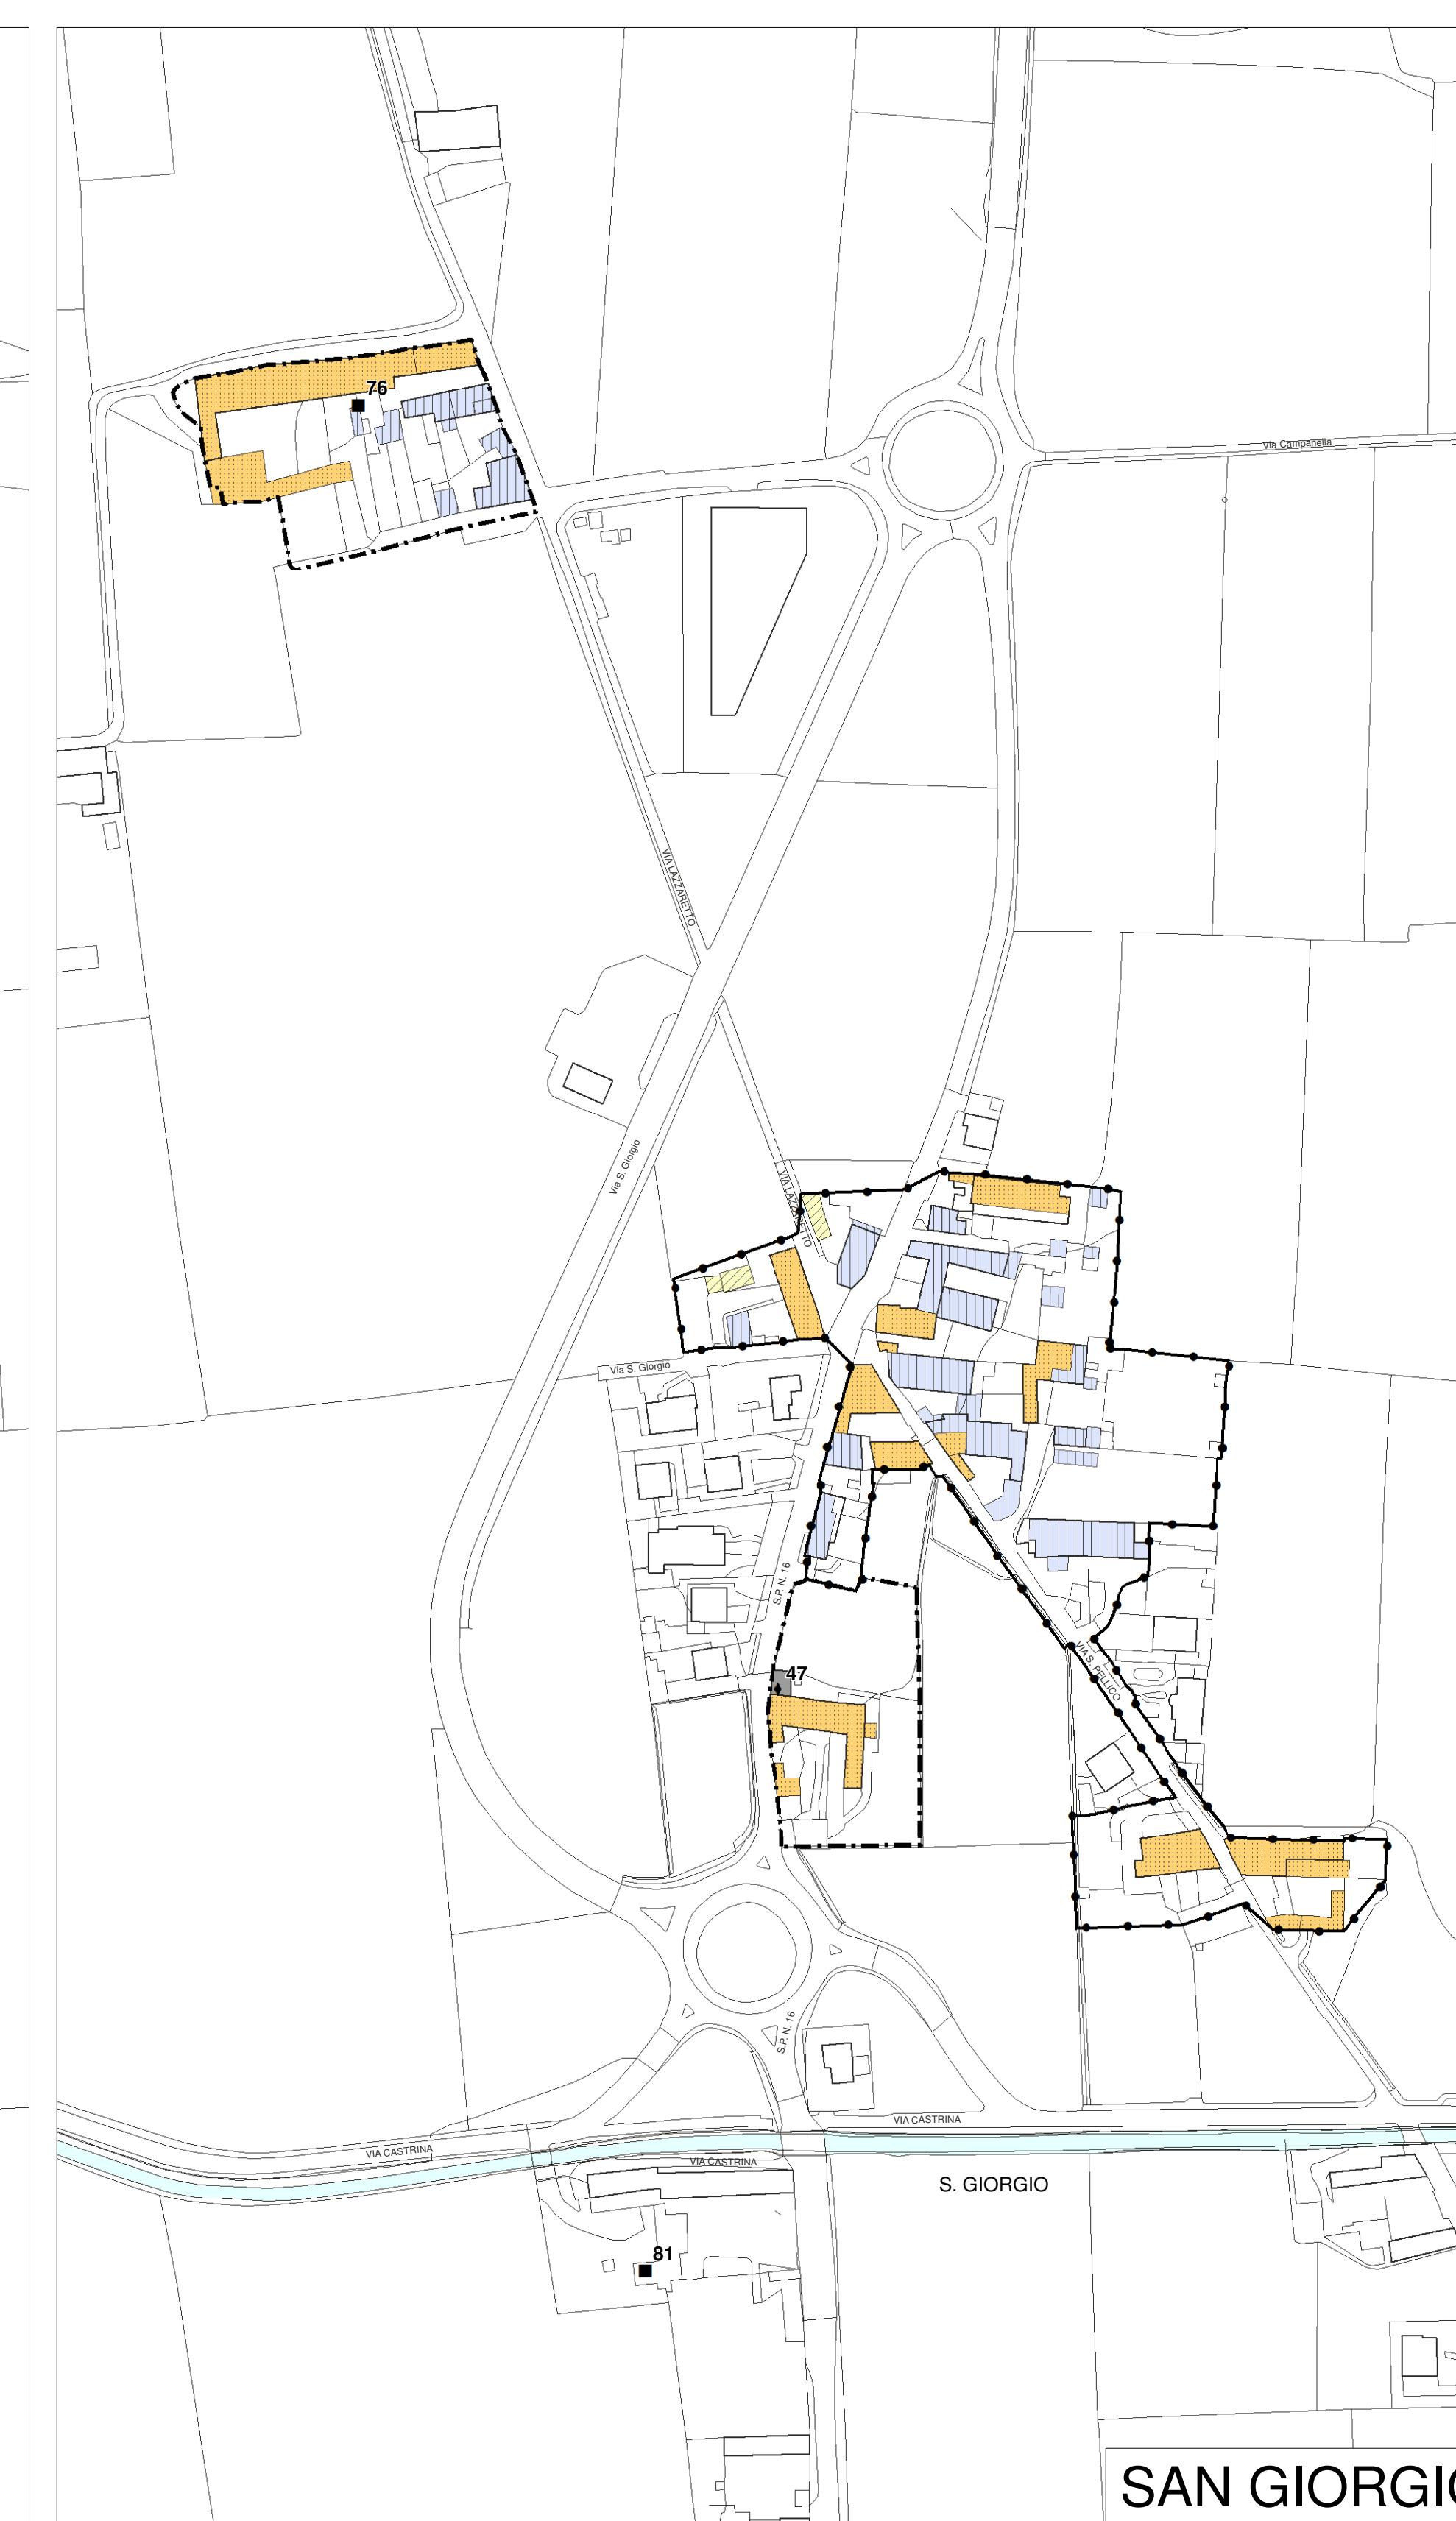 76
Via Campanella
VIA LAZZARETTO
Via S. Giorgio
VIA LAZZARETTO
Via S. Giorgio
S.P. N. 16
47
VIA S. PELLICO
S.P. N. 16
VIA CASTRINA
VIA CASTRINA
VIA CASTRINA
S. GIORGIO
81
SAN GIORGIO